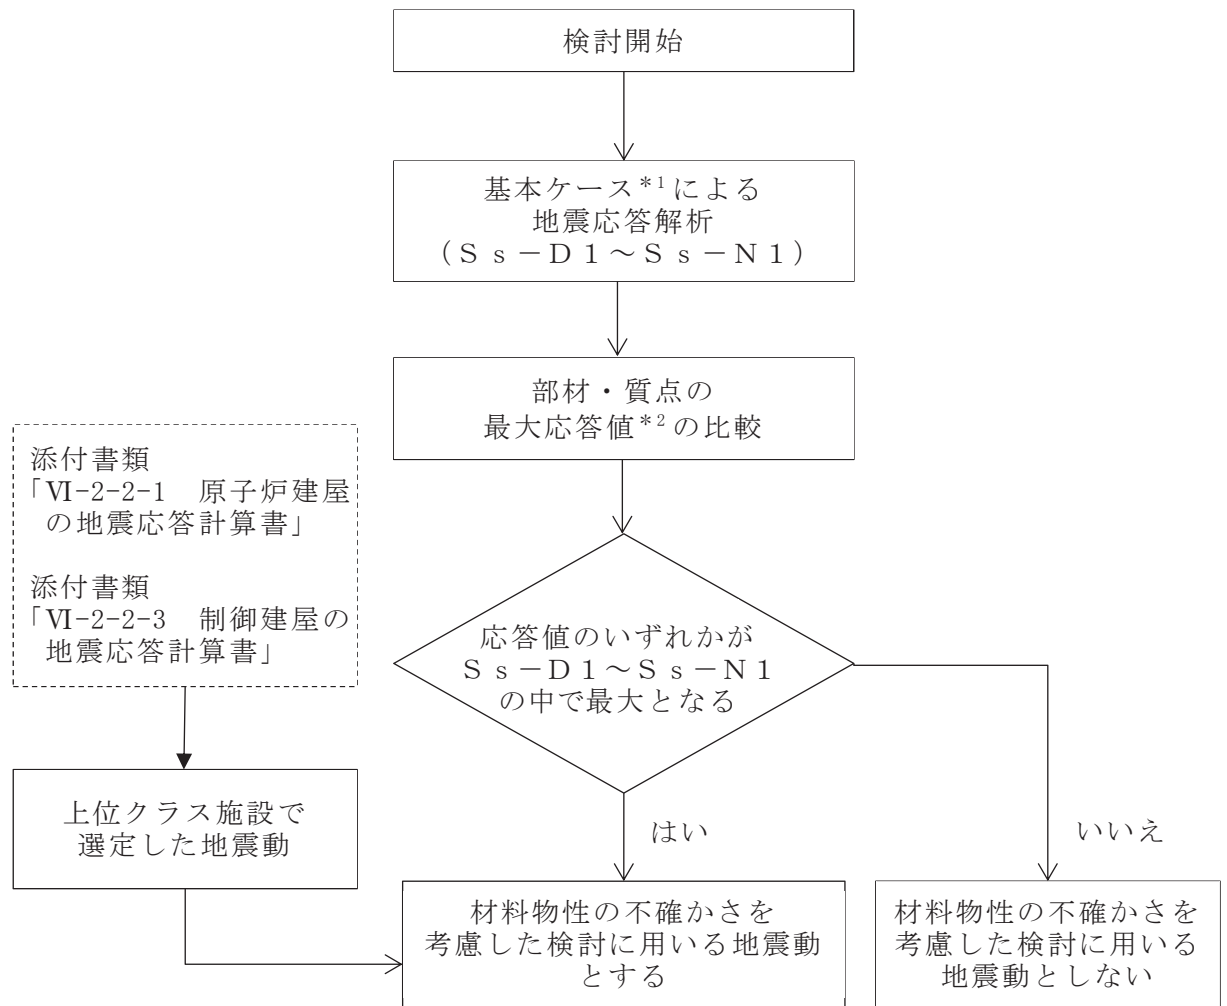 検討開始
基本ケース*1による
地震応答解析
(Ss-D1~Ss-N1)
部材・質点の
最大応答値*2の比較
添付書類
「Ⅵ-2-2-1 原子炉建屋
の地震応答計算書」
添付書類
「Ⅵ-2-2-3 制御建屋の
地震応答計算書」
応答値のいずれかが
Ss-D1~Ss-N1
の中で最大となる
上位クラス施設で
選定した地震動
はい
いいえ
材料物性の不確かさを
考慮した検討に用いる地震動
とする
材料物性の不確かさを
考慮した検討に用いる
地震動としない